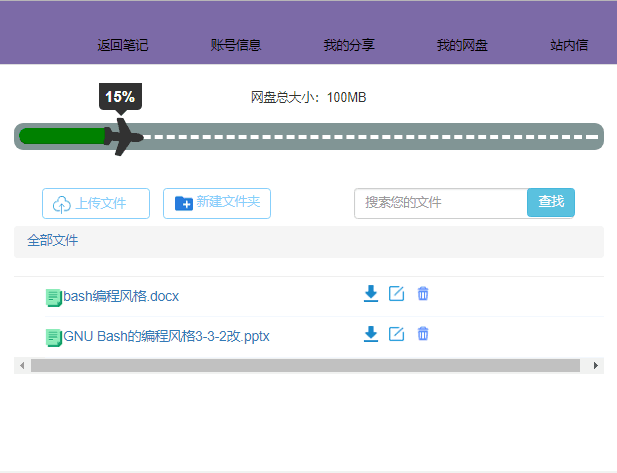 返回笔记 账号信息 我的分享 我的网盘 站内信
15%
网盘总大小：100MB
上传文件 新建文件夹 搜索您的文件 查找
全部文件
bash编程风格.docx
GNU Bash的编程风格3-3-2改.pptx